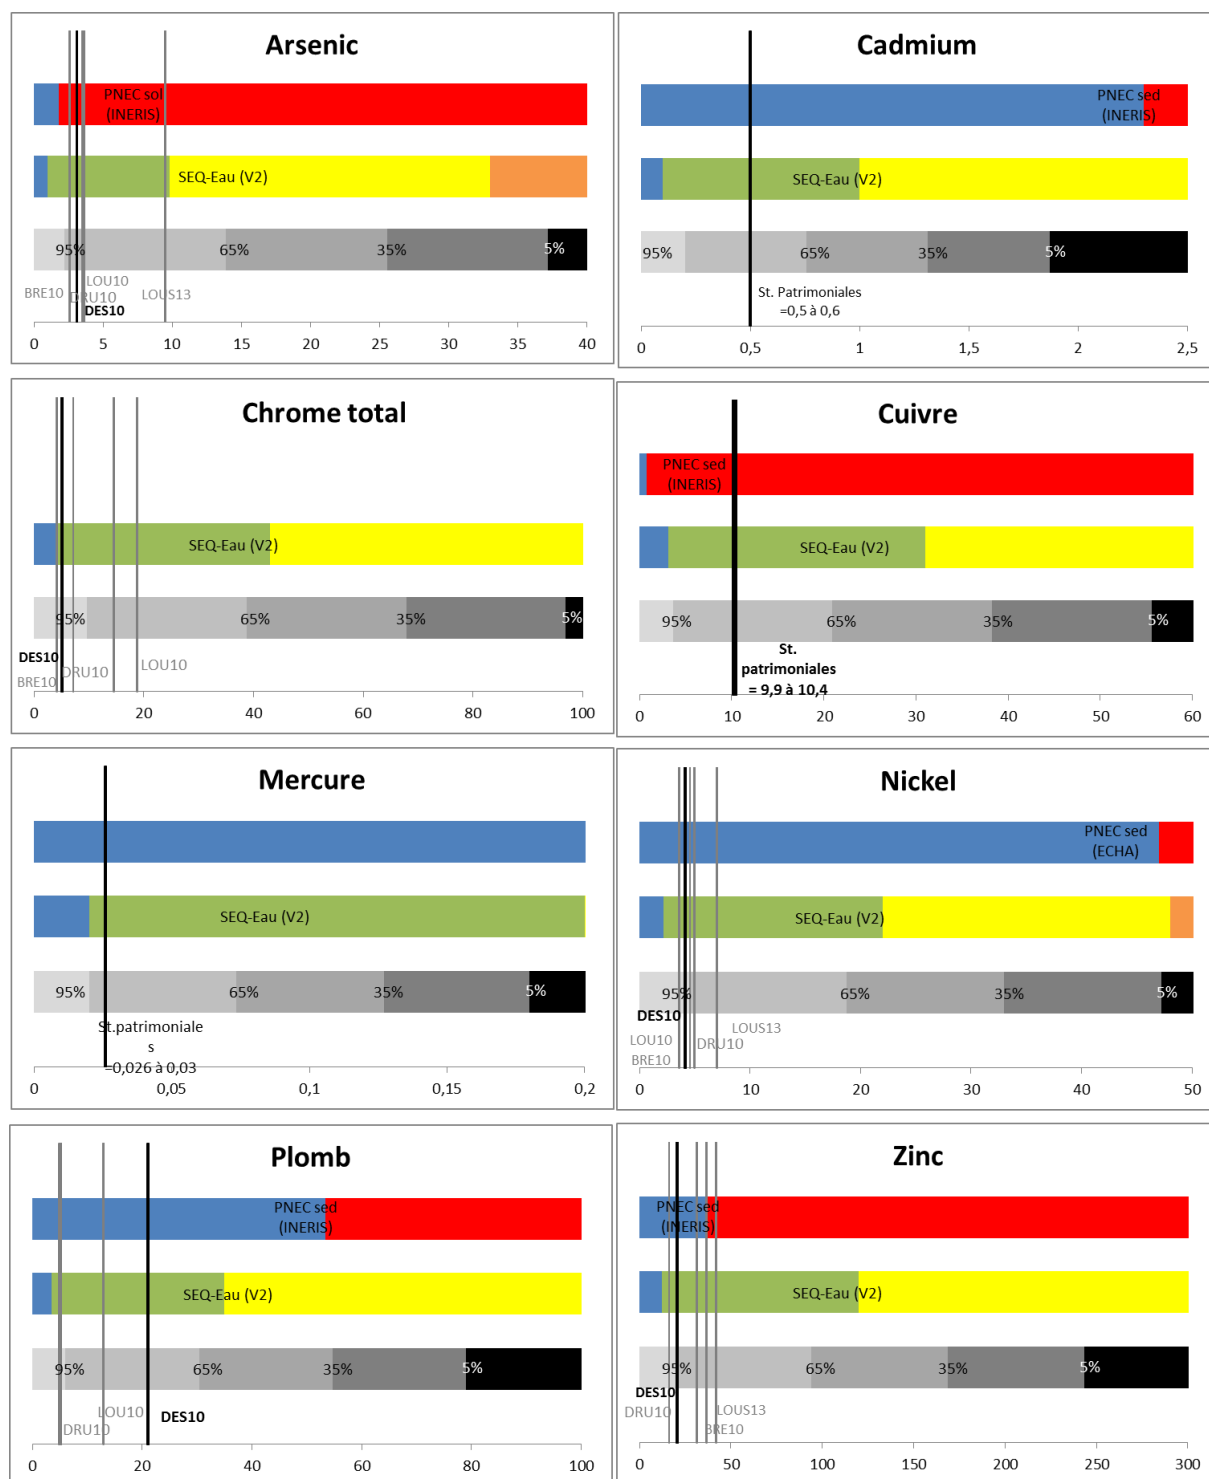 Arsenic
PNEC sol
(INERIS)
SEQ-Eau (V2)
95%
65%
35%
5%
LOU10
BRE10
DRU10
LOUS13
DES10
0
5
10
15
20
25
30
35
40
Cadmium
PNEC sed
(INERIS)
SEQ-Eau (V2)
95%
65%
35%
5%
St. Patrimoniales
=0,5 à 0,6
0
0,5
1
1,5
2
2,5
Chrome total
SEQ-Eau (V2)
95%
65%
35%
5%
DES10
DRU10
LOU10
BRE10
0
20
40
60
80
100
Cuivre
PNEC sed
(INERIS)
SEQ-Eau (V2)
95%
65%
35%
5%
St.
patrimoniales
= 9,9 à 10,4
0
10
20
30
40
50
60
Mercure
SEQ-Eau (V2)
95%
65%
35%
5%
St.patrimoniale
s
=0,026 à 0,03
0
0,05
0,1
0,15
0,2
Nickel
PNEC sed
(ECHA)
SEQ-Eau (V2)
95%
65%
35%
5%
DES10
LOUS13
LOU10
DRU10
BRE10
0
10
20
30
40
50
Plomb
PNEC sed
(INERIS)
SEQ-Eau (V2)
95%
65%
35%
5%
LOU10
DES10
DRU10
0
20
40
60
80
100
Zinc
PNEC sed
(INERIS)
SEQ-Eau (V2)
95%
65%
35%
5%
DES10
DRU10
LOUS13
BRE10
0
50
100
150
200
250
300